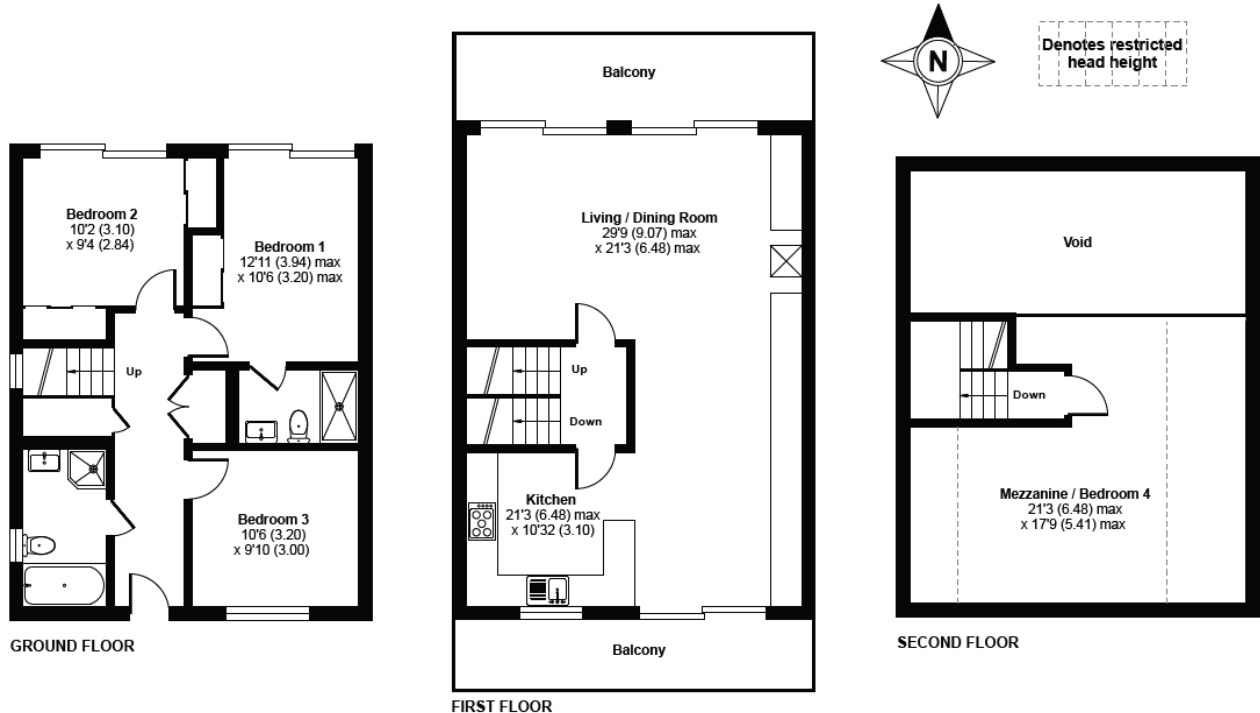 Bedroom 2
10'2 (3.10)
x 9'4 (2.84)
Bedroom 1
12'11 (3.94) max
x 10'6 (3.20) max
Up
Bedroom 3
10'6 (3.20)
x 9'10 (3.00)
GROUND FLOOR
Balcony
Living / Dining Room
29'9 (9.07) max
x 21'3 (6.48) max
Up
Down
Kitchen
21'3 (6.48) max
x 10'32 (3.10)
Balcony
FIRST FLOOR
N
Denotes restricted
head height
Void
Down
Mezzanine / Bedroom 4
21'3 (6.48) max
x 17'9 (5.41) max
SECOND FLOOR